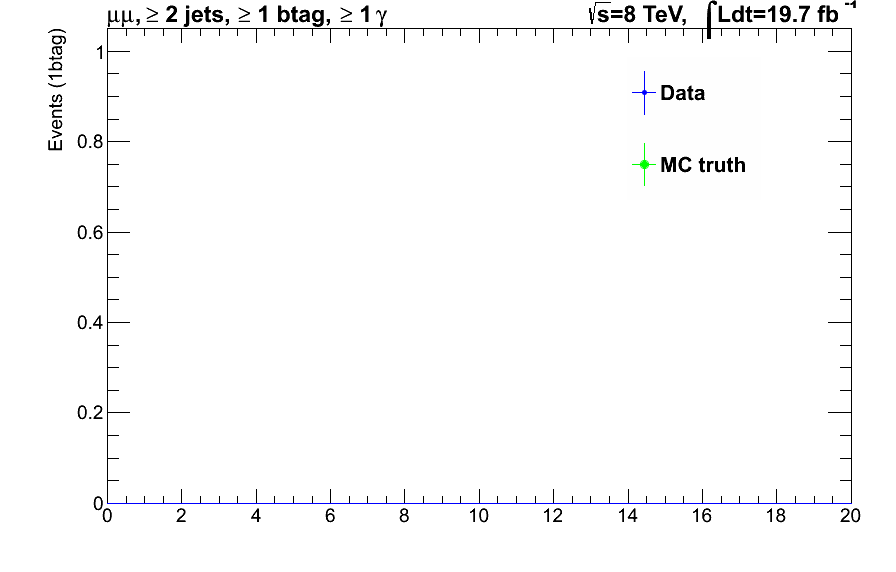 μμ, ≥ 2 jets, ≥ 1 btag, ≥ 1 γ
√s=8 TeV, ∫Ldt=19.7 fb⁻¹
Events (1btag)
1
0.8
0.6
0.4
0.2
0
Data
MC truth
0 2 4 6 8 10 12 14 16 18 20